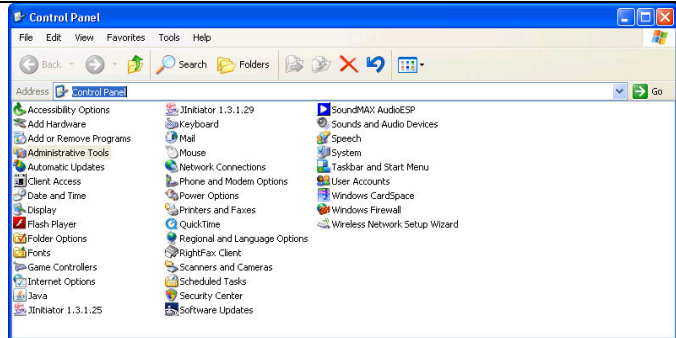 Control Panel
File Edit View Favorites Tools Help
Back Search Folders
Address Control Panel Go
Accessibility Options
Add Hardware
Add or Remove Programs
Administrative Tools
Automatic Updates
Client Access
Date and Time
Display
Flash Player
Folder Options
Fonts
Game Controllers
Internet Options
Java
JInitiator 1.3.1.25
JInitiator 1.3.1.29
Keyboard
Mail
Mouse
Network Connections
Phone and Modem Options
Power Options
Printers and Faxes
QuickTime
Regional and Language Options
RightFax Client
Scanners and Cameras
Scheduled Tasks
Security Center
Software Updates
SoundMAX AudioESP
Sounds and Audio Devices
Speech
System
Taskbar and Start Menu
User Accounts
Windows CardSpace
Windows Firewall
Wireless Network Setup Wizard